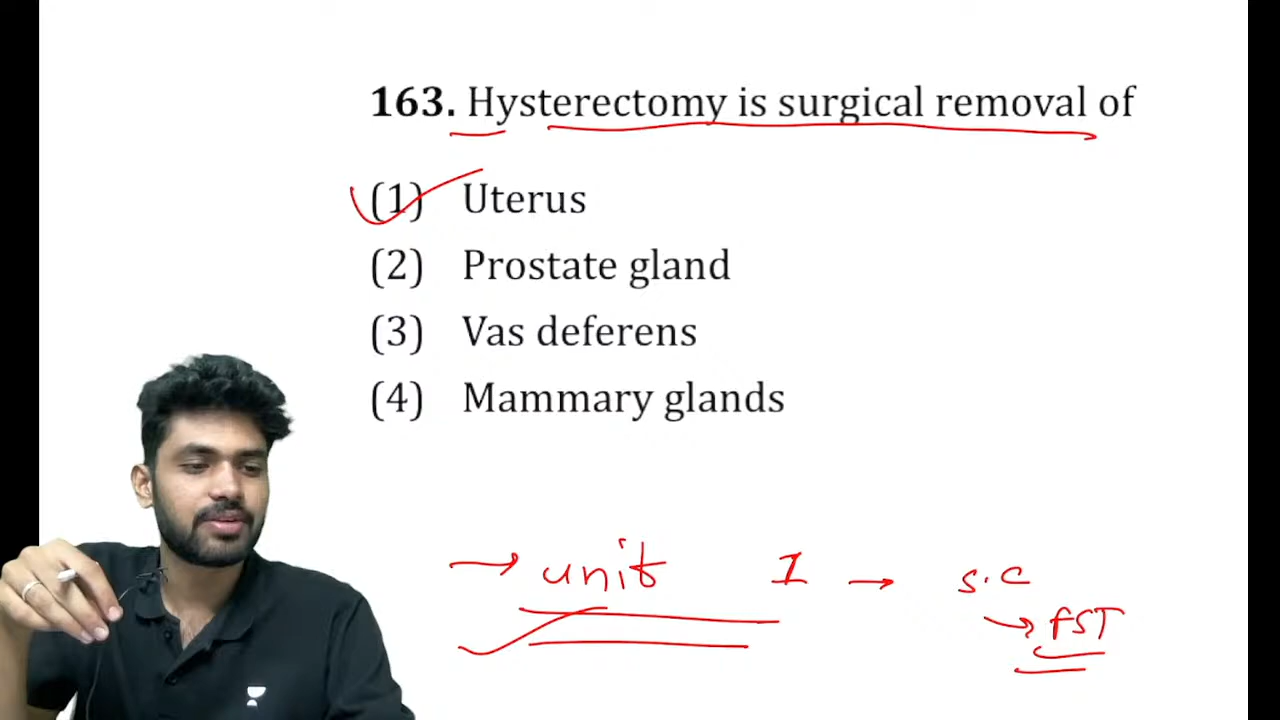 163. Hysterectomy is surgical removal of
(1) Uterus
(2) Prostate gland
(3) Vas deferens
(4) Mammary glands
→ unit I → s.c
→ fST